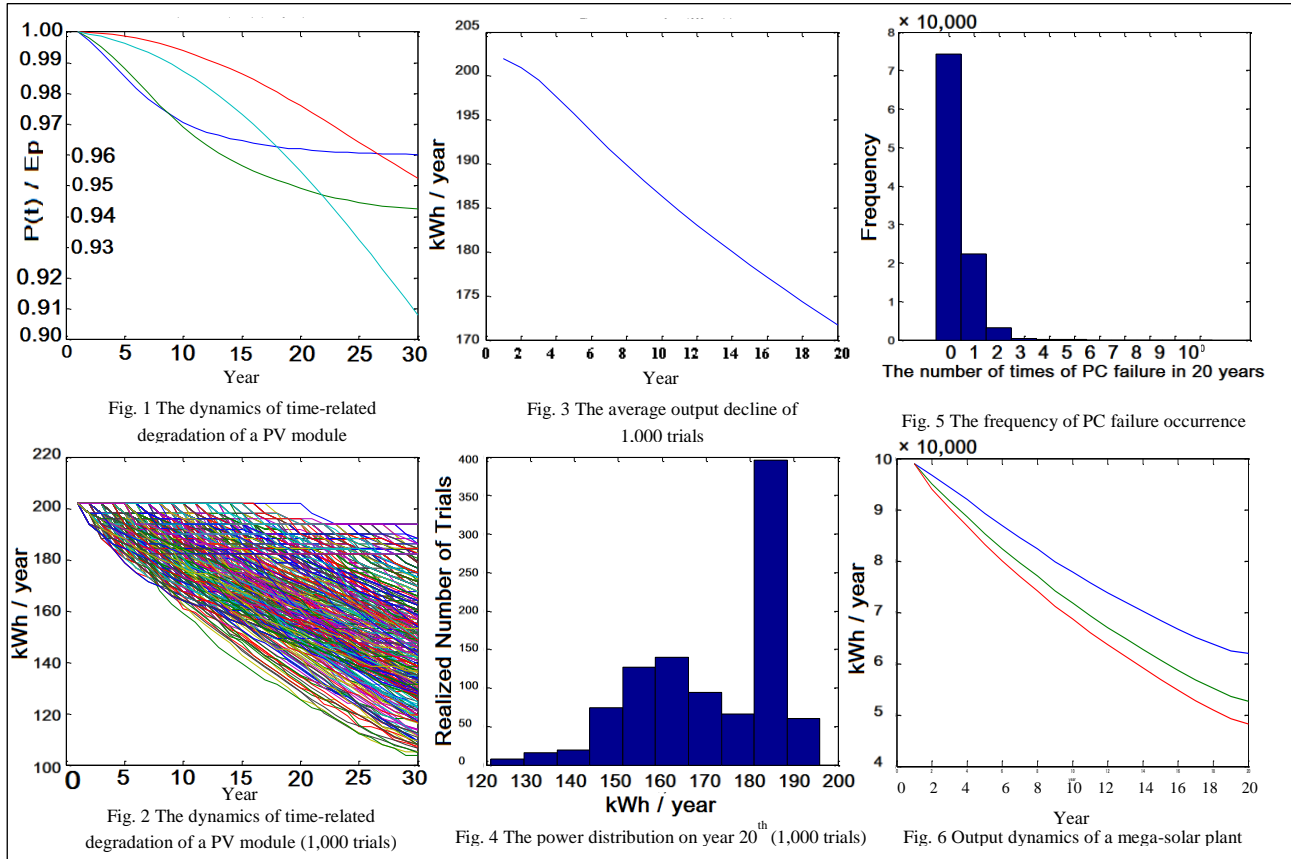 1.00
0.99
0.98
0.97
0.96
0.95
0.94
0.93
0.92
0.91
0.90
P(t) / Ep
0 5 10 15 20 25 30
Year
Fig. 1 The dynamics of time-related
degradation of a PV module
205
200
195
190
185
180
175
170
kWh / year
0 2 4 6 8 10 12 14 16 18 20
Year
Fig. 3 The average output decline of
1.000 trials
× 10,000
8
7
6
5
4
3
2
1
0
Frequency
0 1 2 3 4 5 6 7 8 9 10
The number of times of PC failure in 20 years
Fig. 5 The frequency of PC failure occurrence
220
200
180
160
140
120
100
kWh / year
0 5 10 15 20 25 30
Year
Fig. 2 The dynamics of time-related
degradation of a PV module (1,000 trials)
400
350
300
250
200
150
100
50
0
Realized Number of Trials
120 130 140 150 160 170 180 190 200
kWh / year
Fig. 4 The power distribution on year 20th (1,000 trials)
× 10,000
10
9
8
7
6
5
4
kWh / year
0 2 4 6 8 10 12 14 16 18 20
Year
Fig. 6 Output dynamics of a mega-solar plant